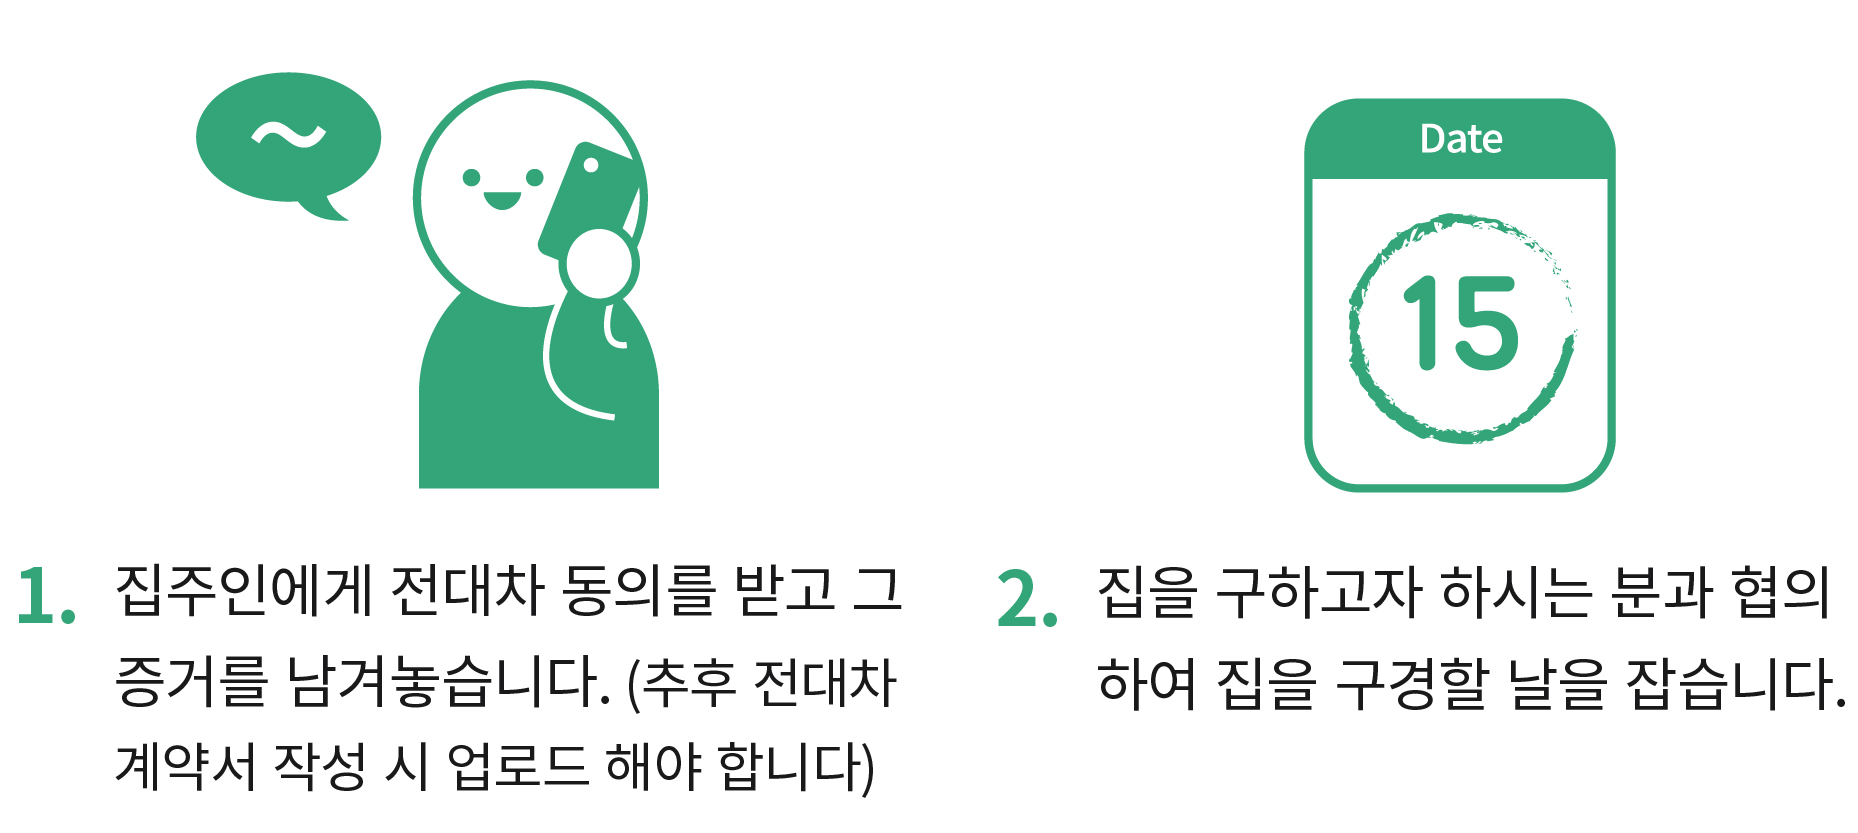 ~
Date
15
1. 집주인에게 전대차 동의를 받고 그
증거를 남겨놓습니다. (추후 전대차
계약서 작성 시 업로드 해야 합니다)
2. 집을 구하고자 하시는 분과 협의
하여 집을 구경할 날을 잡습니다.